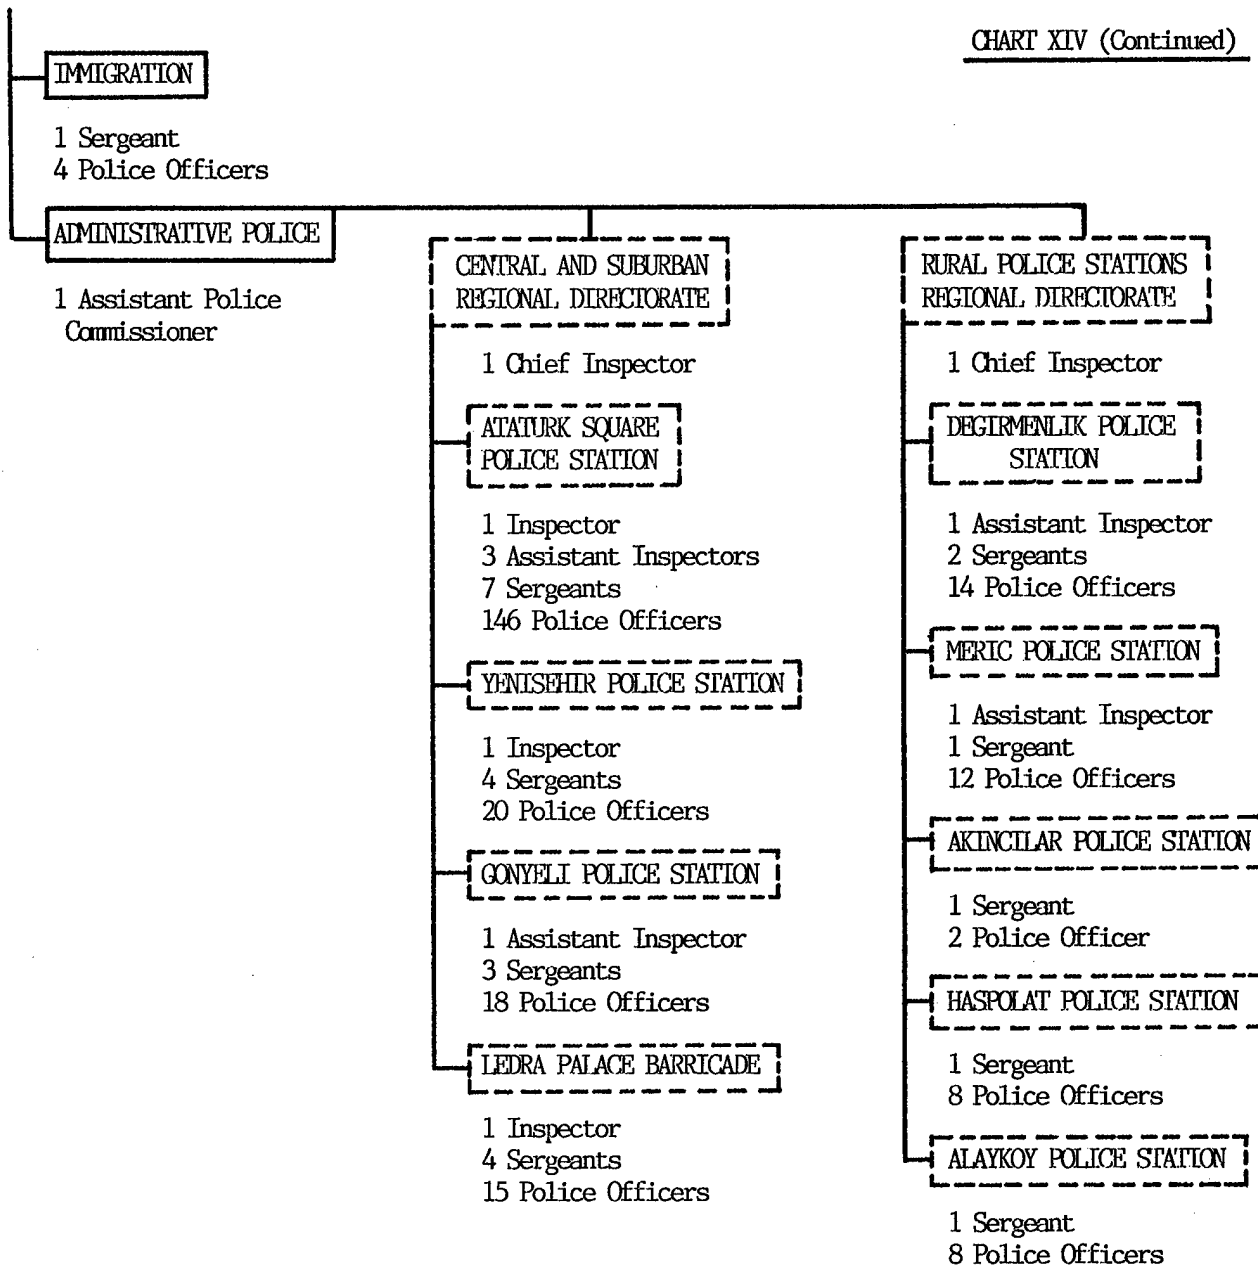 CHART XIV (Continued)
IMMIGRATION
1 Sergeant
4 Police Officers
ADMINISTRATIVE POLICE
1 Assistant Police
Commissioner
CENTRAL AND SUBURBAN
REGIONAL DIRECTORATE
1 Chief Inspector
ATATURK SQUARE
POLICE STATION
1 Inspector
3 Assistant Inspectors
7 Sergeants
146 Police Officers
YENISEHIR POLICE STATION
1 Inspector
4 Sergeants
20 Police Officers
GONYELI POLICE STATION
1 Assistant Inspector
3 Sergeants
18 Police Officers
LEDRA PALACE BARRICADE
1 Inspector
4 Sergeants
15 Police Officers
RURAL POLICE STATIONS
REGIONAL DIRECTORATE
1 Chief Inspector
DEGIRMENLIK POLICE
STATION
1 Assistant Inspector
2 Sergeants
14 Police Officers
MERIC POLICE STATION
1 Assistant Inspector
1 Sergeant
12 Police Officers
AKINCILAR POLICE STATION
1 Sergeant
2 Police Officer
HASPOLAT POLICE STATION
1 Sergeant
8 Police Officers
ALAYKOY POLICE STATION
1 Sergeant
8 Police Officers